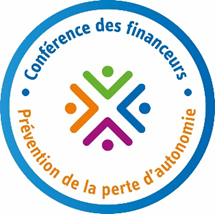 Conférence des financeurs
Prévention de la perte d'autonomie